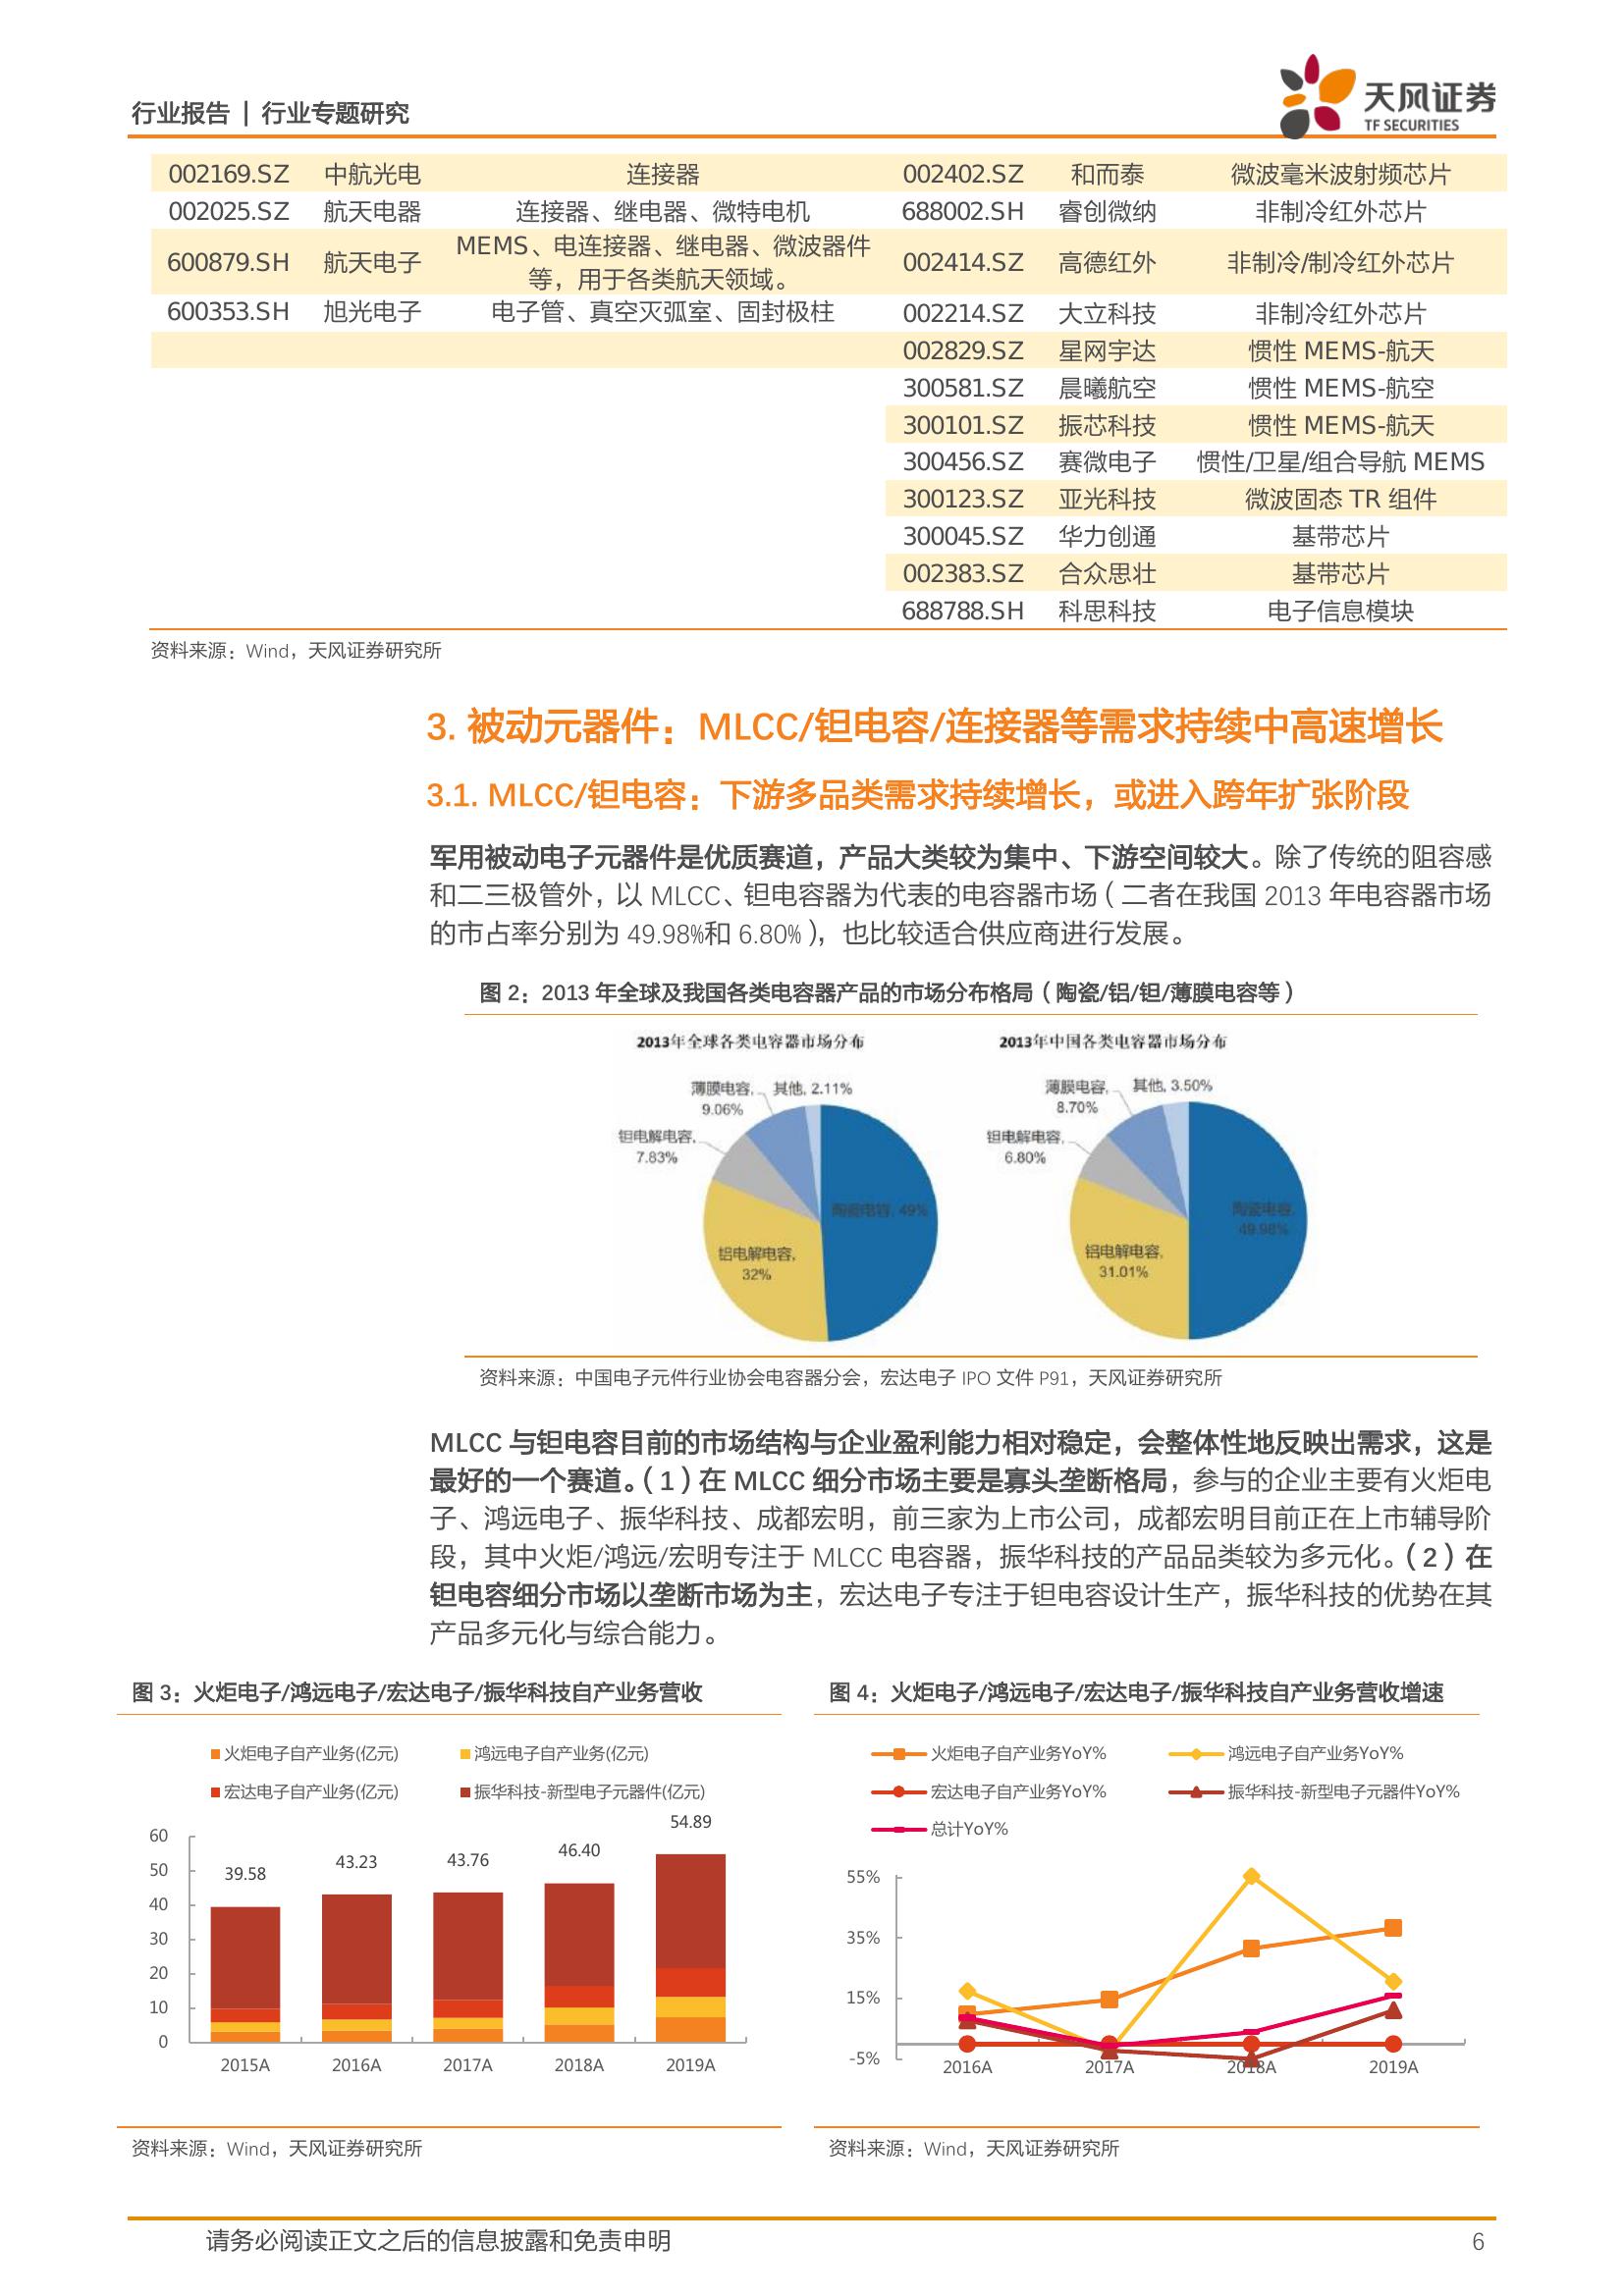 行业报告 | 行业专题研究
天风证券
TF SECURITIES
002169.SZ 中航光电 连接器 002402.SZ 和而泰 微波毫米波射频芯片
002025.SZ 航天电器 连接器、继电器、微特电机 688002.SH 睿创微纳 非制冷红外芯片
600879.SH 航天电子 MEMS、电连接器、继电器、微波器件 002414.SZ 高德红外 非制冷/制冷红外芯片
等，用于各类航天领域。
600353.SH 旭光电子 电子管、真空灭弧室、固封极柱 002214.SZ 大立科技 非制冷红外芯片
002829.SZ 星网宇达 惯性 MEMS-航天
300581.SZ 晨曦航空 惯性 MEMS-航空
300101.SZ 振芯科技 惯性 MEMS-航天
300456.SZ 赛微电子 惯性/卫星/组合导航 MEMS
300123.SZ 亚光科技 微波固态 TR 组件
300045.SZ 华力创通 基带芯片
002383.SZ 合众思壮 基带芯片
688788.SH 科思科技 电子信息模块
资料来源：Wind，天风证券研究所
3. 被动元器件：MLCC/钽电容/连接器等需求持续中高速增长
3.1. MLCC/钽电容：下游多品类需求持续增长，或进入跨年扩张阶段
军用被动电子元器件是优质赛道，产品大类较为集中、下游空间较大。除了传统的阻容感
和二三极管外，以 MLCC、钽电容器为代表的电容器市场（二者在我国 2013 年电容器市场
的市占率分别为 49.98%和 6.80%），也比较适合供应商进行发展。
图 2：2013 年全球及我国各类电容器产品的市场分布格局（陶瓷/铝/钽/薄膜电容等）
2013年全球各类电容器市场分布
薄膜电容, 9.06%
其他, 2.11%
钽电解电容, 7.83%
陶瓷电容, 49%
铝电解电容, 32%
2013年中国各类电容器市场分布
薄膜电容, 8.70%
其他, 3.50%
钽电解电容, 6.80%
陶瓷电容, 49.98%
铝电解电容, 31.01%
资料来源：中国电子元件行业协会电容器分会，宏达电子 IPO 文件 P91，天风证券研究所
MLCC 与钽电容目前的市场结构与企业盈利能力相对稳定，会整体性地反映出需求，这是
最好的一个赛道。（1）在 MLCC 细分市场主要是寡头垄断格局，参与的企业主要有火炬电
子、鸿远电子、振华科技、成都宏明，前三家为上市公司，成都宏明目前正在上市辅导阶
段，其中火炬/鸿远/宏明专注于 MLCC 电容器，振华科技的产品品类较为多元化。（2）在
钽电容细分市场以垄断市场为主，宏达电子专注于钽电容设计生产，振华科技的优势在其
产品多元化与综合能力。
图 3：火炬电子/鸿远电子/宏达电子/振华科技自产业务营收
火炬电子自产业务(亿元) 鸿远电子自产业务(亿元)
宏达电子自产业务(亿元) 振华科技-新型电子元器件(亿元)
39.58 43.23 43.76 46.40 54.89
60
50
40
30
20
10
0
2015A 2016A 2017A 2018A 2019A
资料来源：Wind，天风证券研究所
图 4：火炬电子/鸿远电子/宏达电子/振华科技自产业务营收增速
火炬电子自产业务YoY% 鸿远电子自产业务YoY%
宏达电子自产业务YoY% 振华科技-新型电子元器件YoY%
总计YoY%
55%
35%
15%
-5%
2016A 2017A 2018A 2019A
资料来源：Wind，天风证券研究所
请务必阅读正文之后的信息披露和免责申明 6